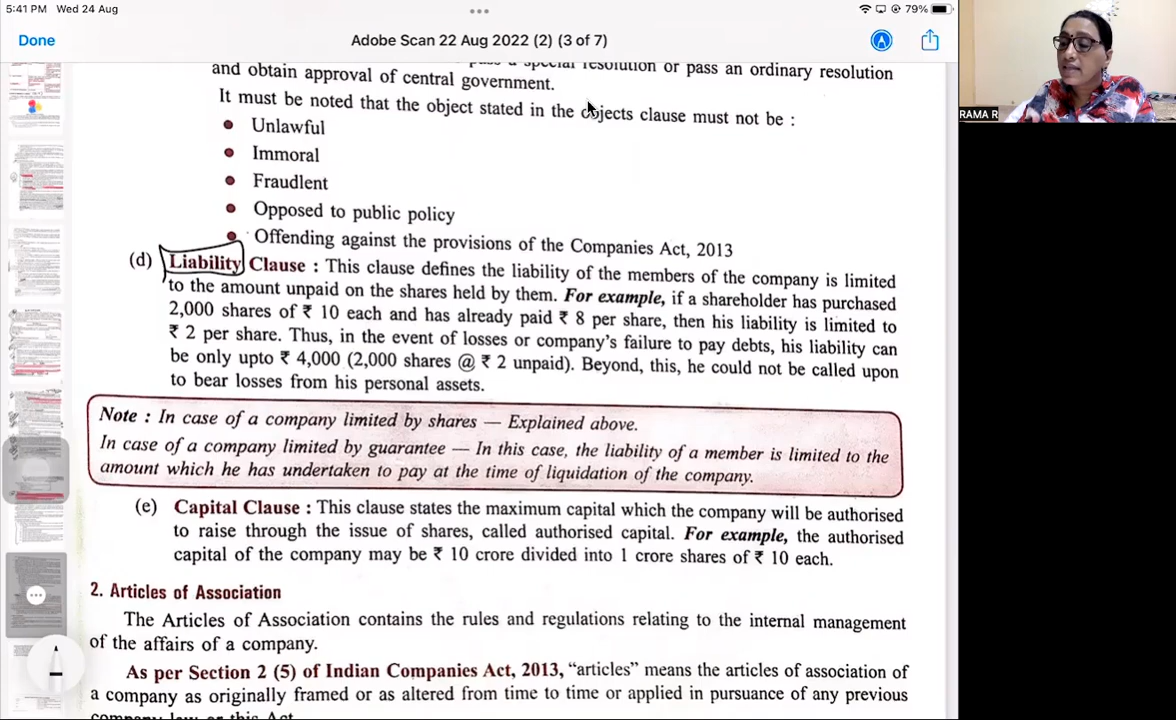 5:41 PM Wed 24 Aug
79%
Done
Adobe Scan 22 Aug 2022 (2) (3 of 7)
pass a special resolution or pass an ordinary resolution
and obtain approval of central government.
It must be noted that the object stated in the objects clause must not be :
• Unlawful
• Immoral
• Fraudlent
• Opposed to public policy
• Offending against the provisions of the Companies Act, 2013
(d) Liability Clause : This clause defines the liability of the members of the company is limited
to the amount unpaid on the shares held by them. For example, if a shareholder has purchased
2,000 shares of ₹ 10 each and has already paid ₹ 8 per share, then his liability is limited to
₹ 2 per share. Thus, in the event of losses or company's failure to pay debts, his liability can
be only upto ₹ 4,000 (2,000 shares @ ₹ 2 unpaid). Beyond, this, he could not be called upon
to bear losses from his personal assets.
Note : In case of a company limited by shares — Explained above.
In case of a company limited by guarantee — In this case, the liability of a member is limited to the
amount which he has undertaken to pay at the time of liquidation of the company.
(e) Capital Clause : This clause states the maximum capital which the company will be authorised
to raise through the issue of shares, called authorised capital. For example, the authorised
capital of the company may be ₹ 10 crore divided into 1 crore shares of ₹ 10 each.
2. Articles of Association
The Articles of Association contains the rules and regulations relating to the internal management
of the affairs of a company.
As per Section 2 (5) of Indian Companies Act, 2013, “articles” means the articles of association of
a company as originally framed or as altered from time to time or applied in pursuance of any previous
company law or this Act
RAMA R